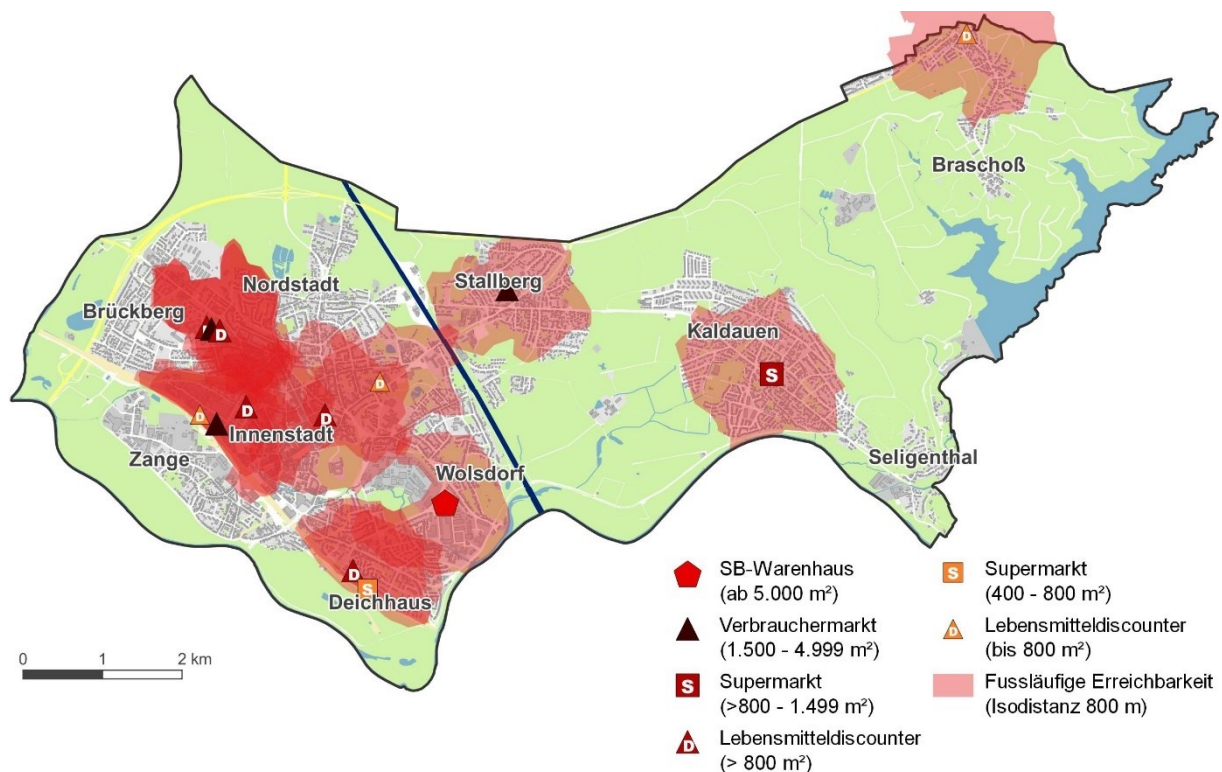 Braschoß
Nordstadt
Stallberg
Brückberg
Kaldauen
Innenstadt
Zange
Wolsdorf
Seligenthal
Deichhaus
D
D
D
D
D
D
D
S
S
0 1 2 km
SB-Warenhaus
(ab 5.000 m²)
Verbrauchermarkt
(1.500 - 4.999 m²)
S Supermarkt
(>800 - 1.499 m²)
D Lebensmitteldiscounter
(> 800 m²)
S Supermarkt
(400 - 800 m²)
D Lebensmitteldiscounter
(bis 800 m²)
Fussläufige Erreichbarkeit
(Isodistanz 800 m)